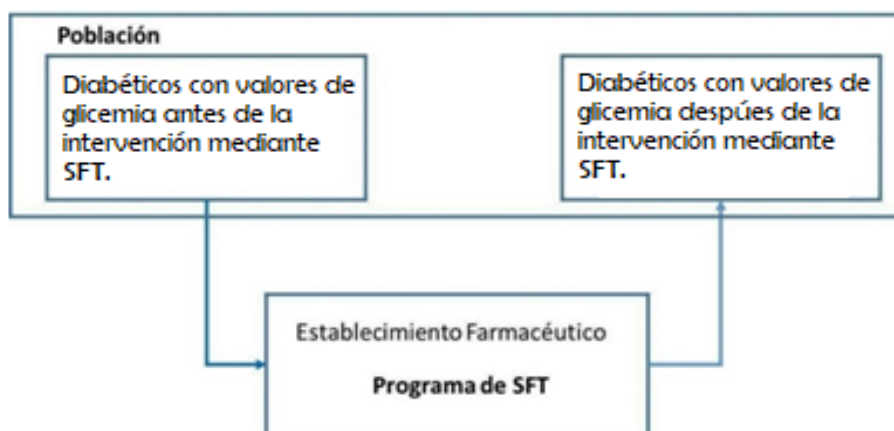 Población
Diabéticos con valores de
glicemia antes de la
intervención mediante
SFT.
Diabéticos con valores de
glicemia despúes de la
intervención mediante
SFT.
Establecimiento Farmacéutico
Programa de SFT